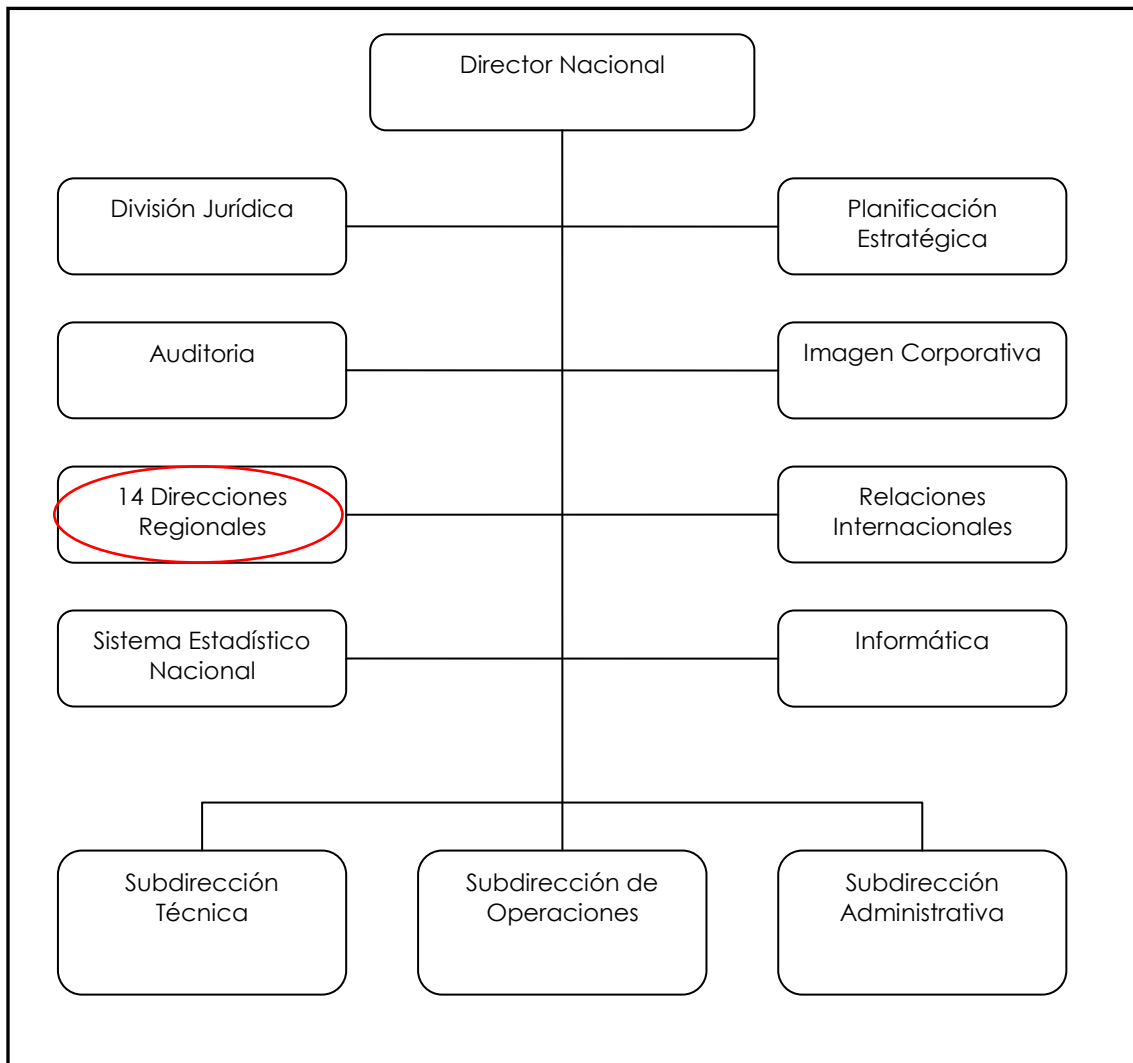 Director Nacional
División Jurídica
Planificación
Estratégica
Auditoria
Imagen Corporativa
14 Direcciones
Regionales
Relaciones
Internacionales
Sistema Estadístico
Nacional
Informática
Subdirección
Técnica
Subdirección de
Operaciones
Subdirección
Administrativa